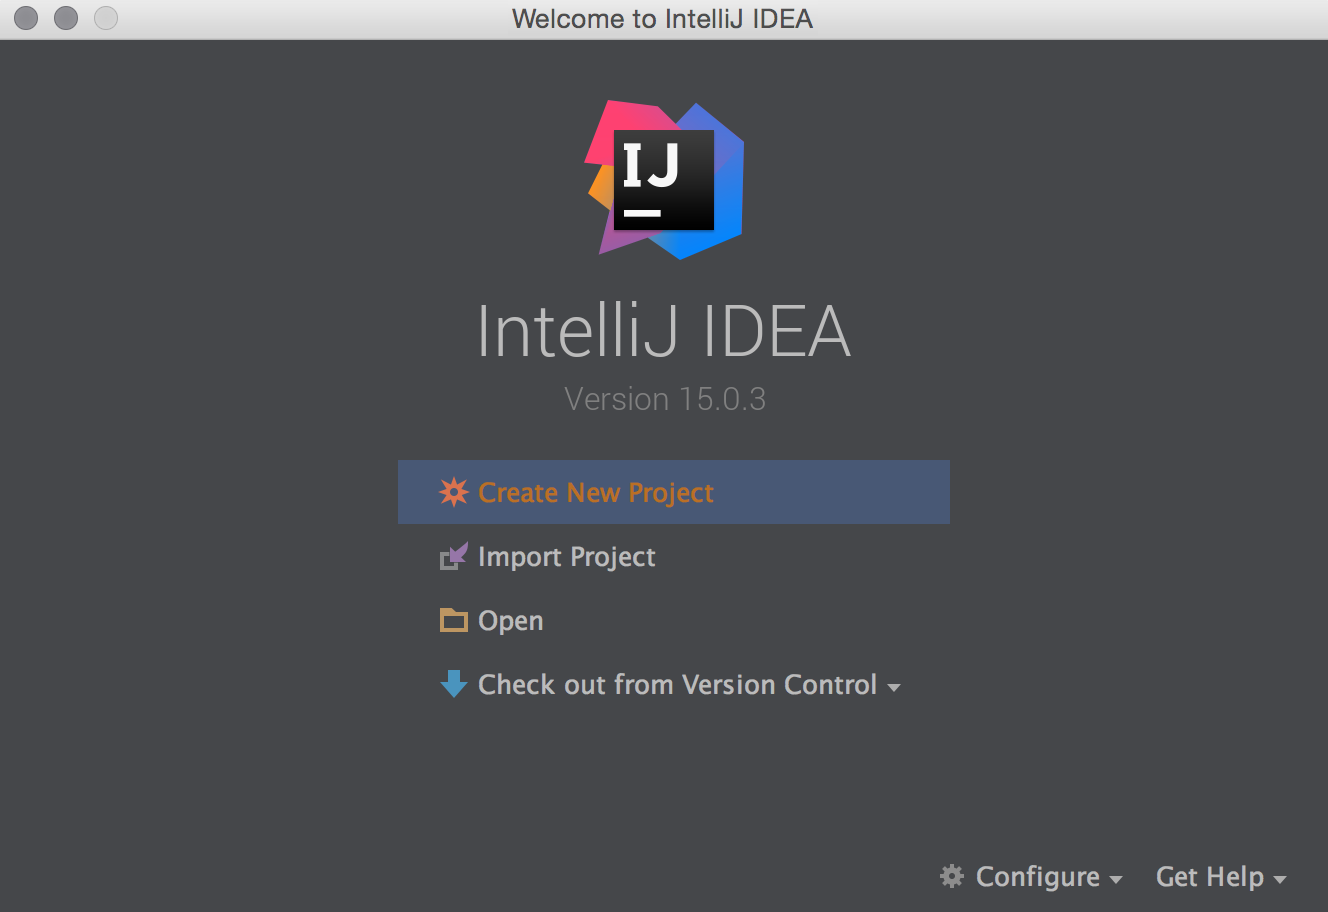 Welcome to IntelliJ IDEA
IJ
IntelliJ IDEA
Version 15.0.3
Create New Project
Import Project
Open
Check out from Version Control
Configure
Get Help